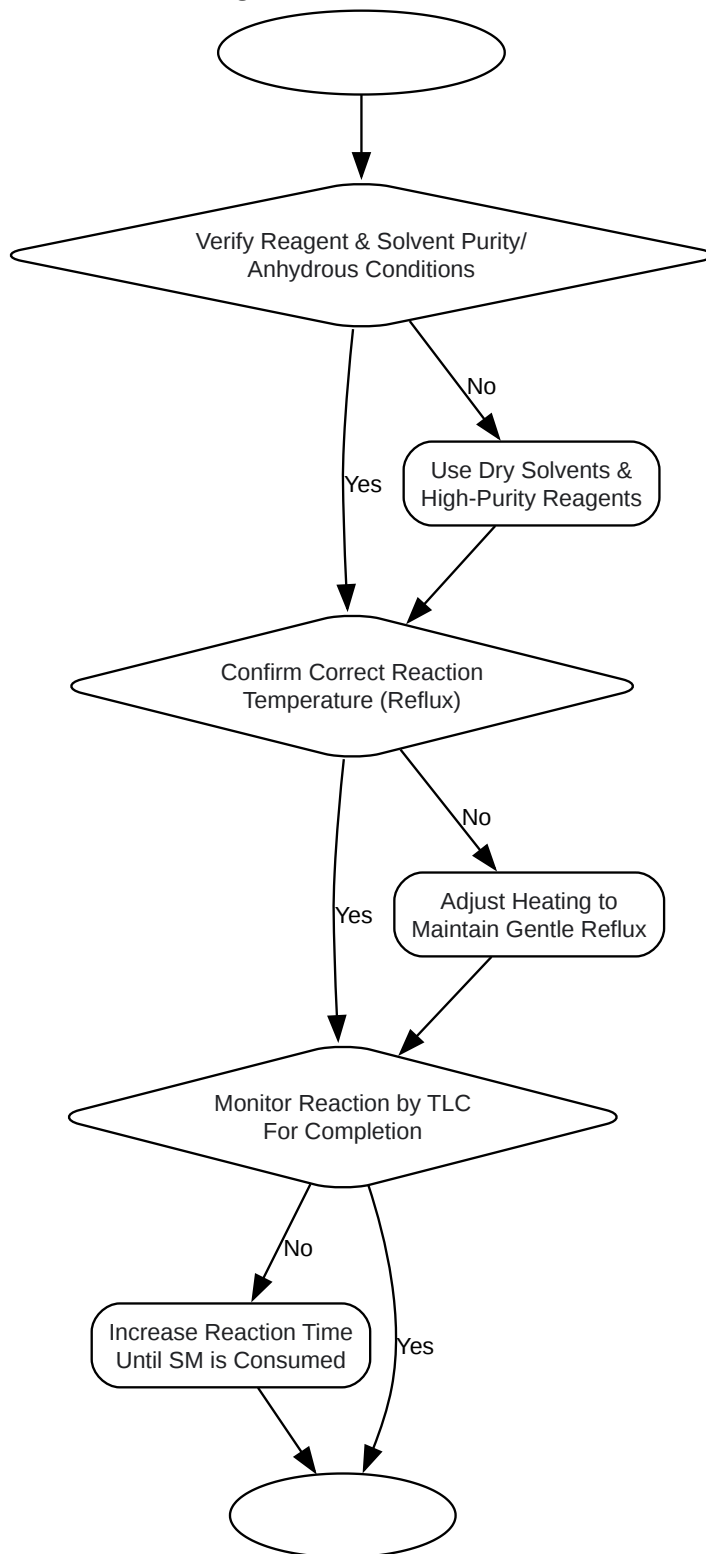 Verify Reagent & Solvent Purity/
Anhydrous Conditions
No
Use Dry Solvents &
High-Purity Reagents
Yes
Confirm Correct Reaction
Temperature (Reflux)
No
Adjust Heating to
Maintain Gentle Reflux
Yes
Monitor Reaction by TLC
For Completion
No
Increase Reaction Time
Until SM is Consumed
Yes